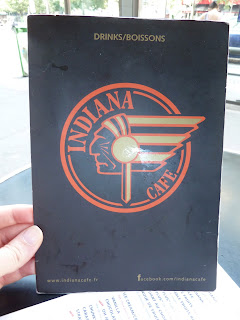 DRINKS/BOISSONS
INDIANA
CAFE
www.indianacafe.fr
facebook.com/indianacafe